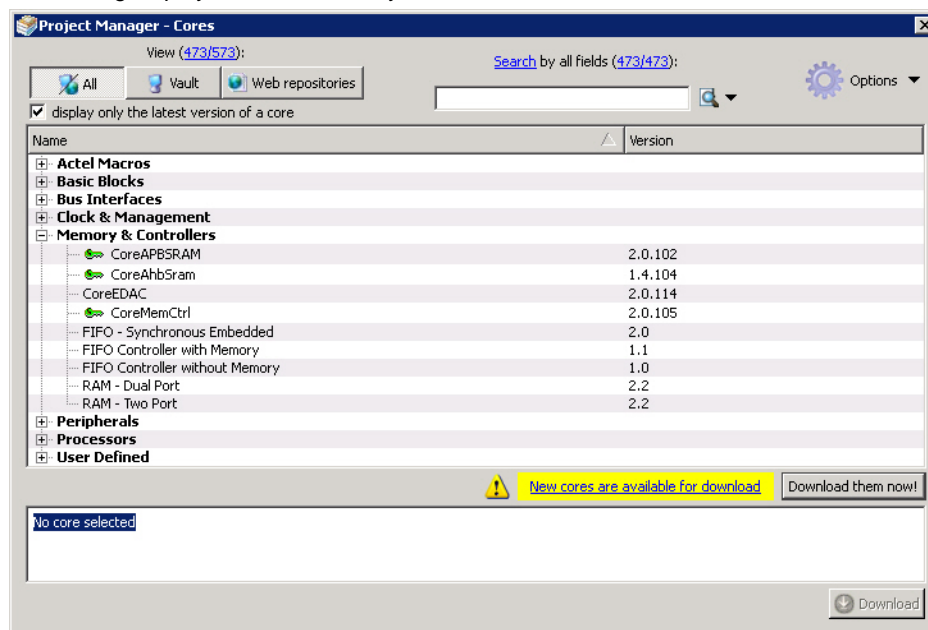 Project Manager - Cores
View (473/573):
Search by all fields (473/473):
All Vault Web repositories
Options
display only the latest version of a core
Name Version
Actel Macros
Basic Blocks
Bus Interfaces
Clock & Management
Memory & Controllers
CoreAPBSRAM 2.0.102
CoreAhbSram 1.4.104
CoreEDAC 2.0.114
CoreMemCtrl 2.0.105
FIFO - Synchronous Embedded 2.0
FIFO Controller with Memory 1.1
FIFO Controller without Memory 1.0
RAM - Dual Port 2.2
RAM - Two Port 2.2
Peripherals
Processors
User Defined
New cores are available for download Download them now!
No core selected
Download